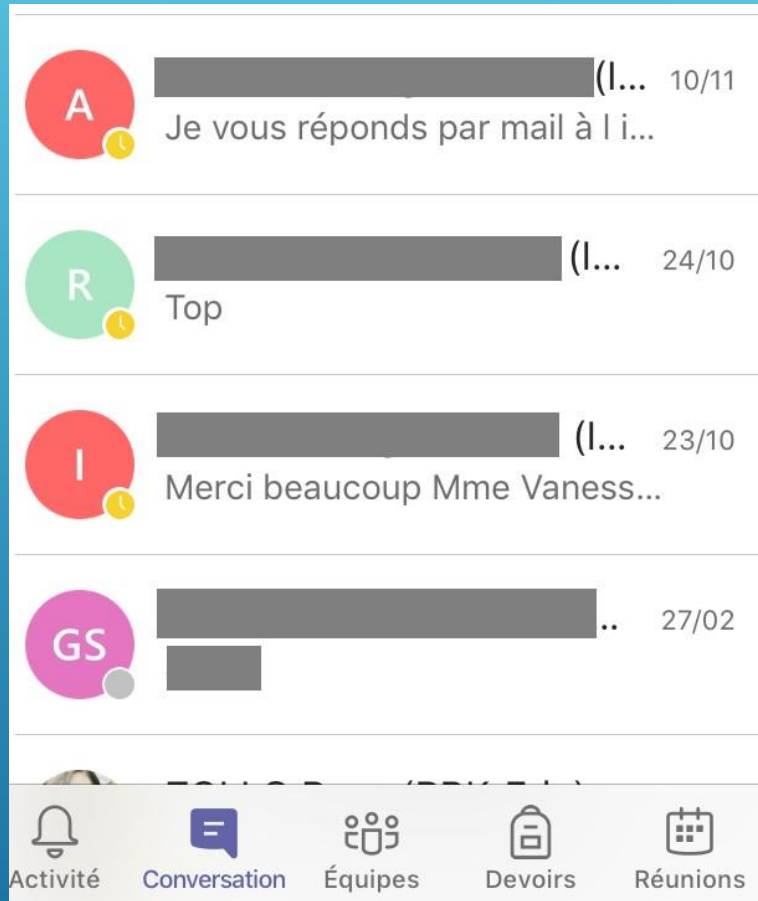 A
(I... 10/11
Je vous réponds par mail à l i...
R
(I... 24/10
Top
I
(I... 23/10
Merci beaucoup Mme Vaness...
GS
.. 27/02
Activité Conversation Équipes Devoirs Réunions